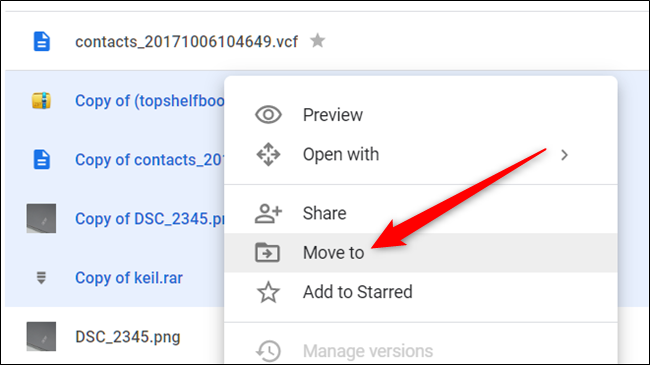 contacts_20171006104649.vcf
Copy of (topshelfboo
Preview
Copy of contacts_201
Open with
Share
Copy of DSC_2345.pn
Move to
Copy of keil.rar
Add to Starred
DSC_2345.png
Manage versions